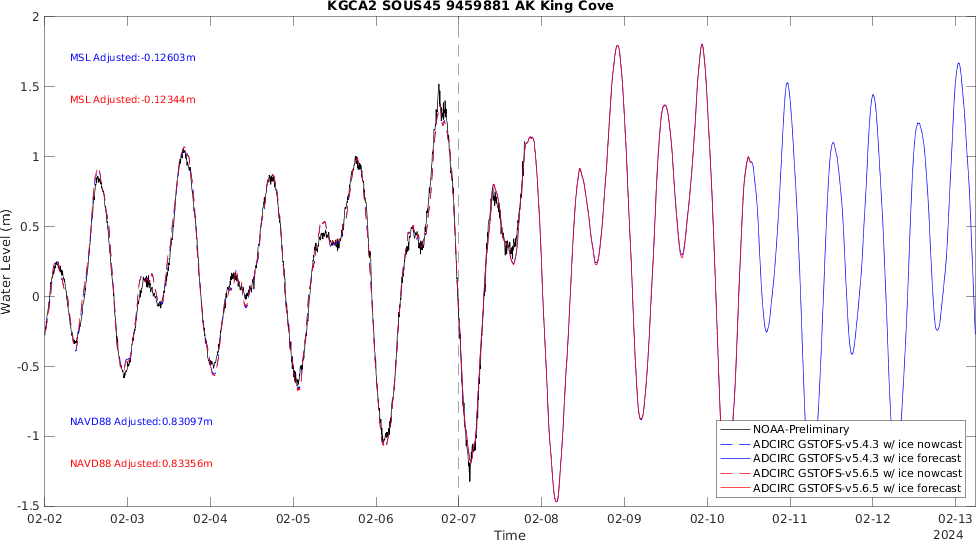 KGCA2 SOUS45 9459881 AK King Cove
Water Level (m)
2
1.5
1
0.5
0
-0.5
-1
-1.5
MSL Adjusted:-0.12603m
MSL Adjusted:-0.12344m
NAVD88 Adjusted:0.83097m
NAVD88 Adjusted:0.83356m
NOAA-Preliminary
ADCIRC GSTOFS-v5.4.3 w/ ice nowcast
ADCIRC GSTOFS-v5.4.3 w/ ice forecast
ADCIRC GSTOFS-v5.6.5 w/ ice nowcast
ADCIRC GSTOFS-v5.6.5 w/ ice forecast
02-02 02-03 02-04 02-05 02-06 02-07 02-08 02-09 02-10 02-11 02-12 02-13
Time
2024